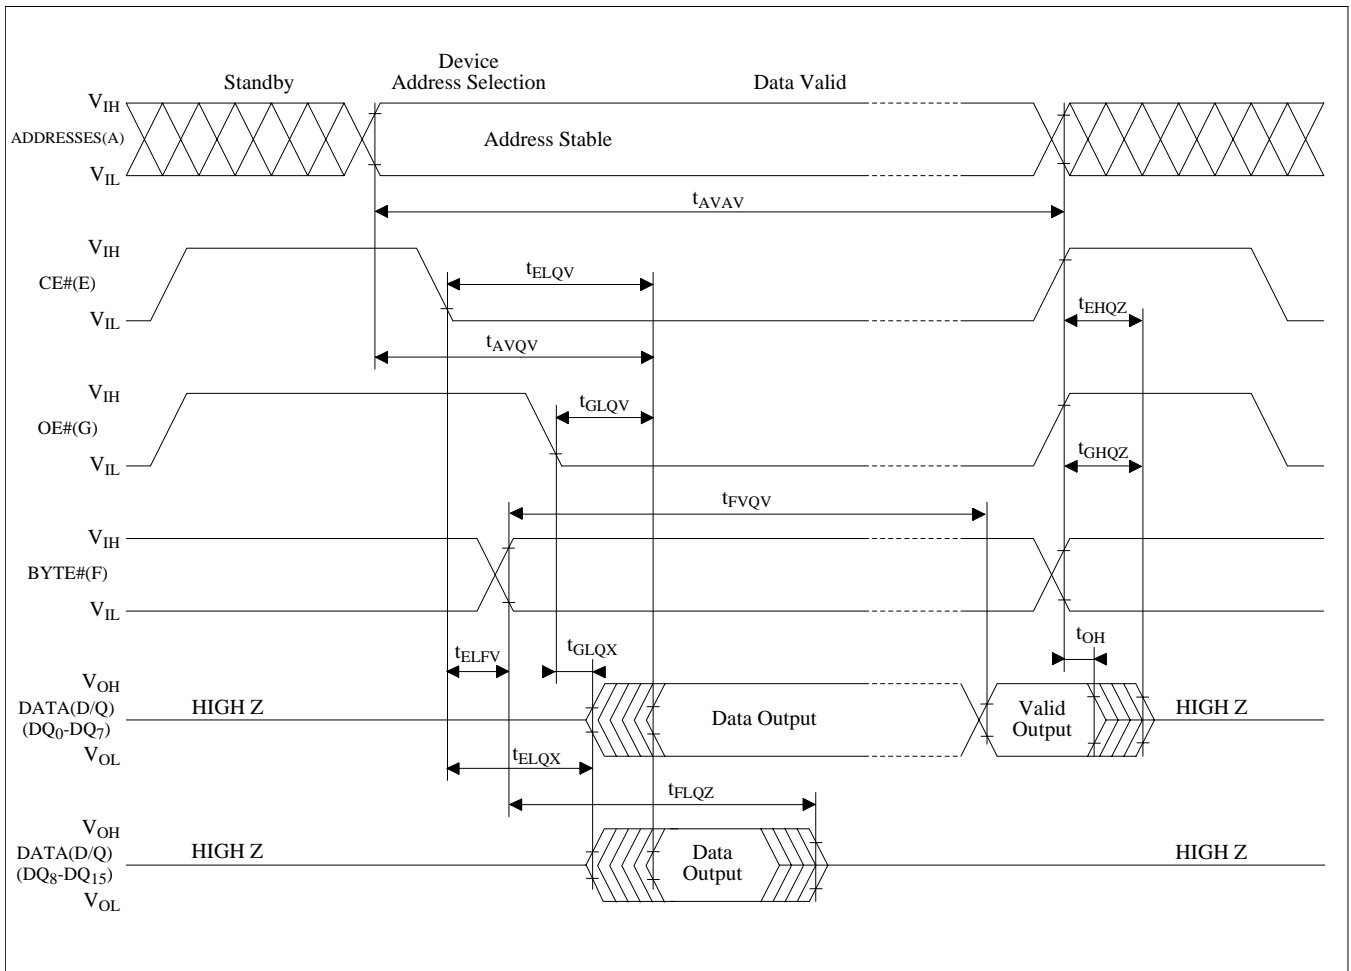 Device
Standby Address Selection Data Valid
VIH
ADDRESSES(A) Address Stable
VIL
tAVAV
VIH
tELQV
CE#(E)
tEHQZ
VIL
tAVQV
VIH
tGLQV
OE#(G)
tGHQZ
VIL
tFVQV
VIH
BYTE#(F)
VIL
tOH
tELFV tGLQX
VOH
DATA(D/Q) HIGH Z Data Output Valid HIGH Z
(DQ0-DQ7) Output
VOL
tELQX
tFLQZ
VOH
DATA(D/Q) HIGH Z Data HIGH Z
(DQ8-DQ15) Output
VOL